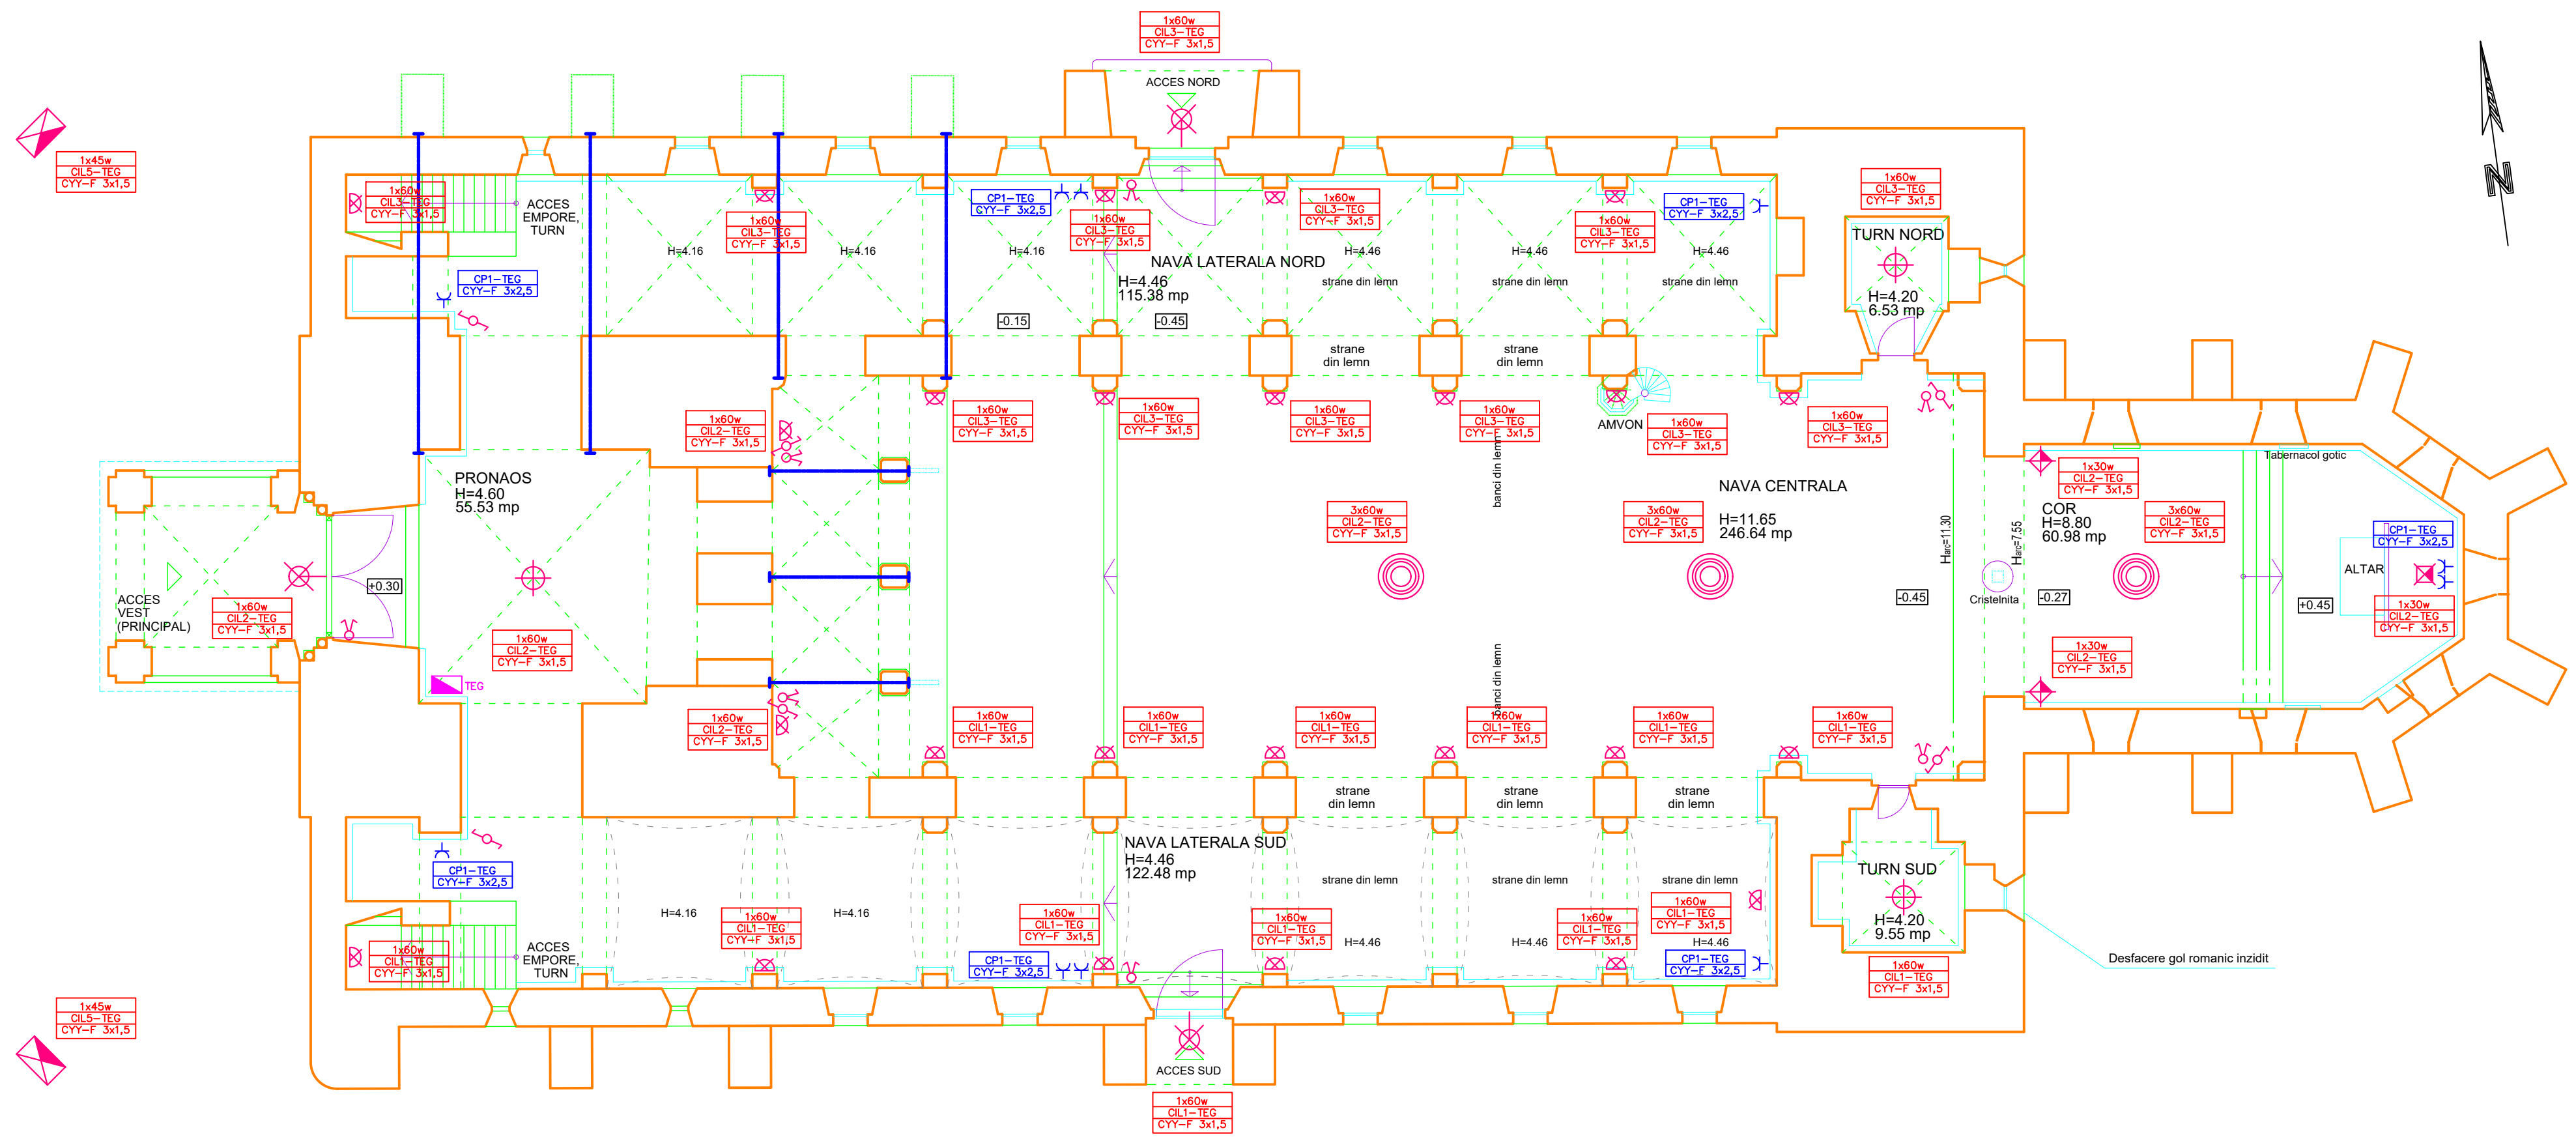 1x60w
CIL3-TEG
CYY-F 3x1,5
ACCES NORD
1x45w
CIL5-TEG
CYY-F 3x1,5
1x60w
CIL3-TEG
CYY-F 3x1,5
ACCES
EMPORE,
TURN
1x60w
CIL3-TEG
CYY-F 3x1,5
CP1-TEG
CYY-F 3x2,5
1x60w
CIL3-TEG
CYY-F 3x1,5
1x60w
CIL3-TEG
CYY-F 3x1,5
1x60w
CIL3-TEG
CYY-F 3x1,5
CP1-TEG
CYY-F 3x2,5
1x60w
CIL3-TEG
CYY-F 3x1,5
N
TURN NORD
H=4.20
6.53 mp
H=4.16
H=4.16
H=4.16
NAVA LATERALA NORD
H=4.46
115.38 mp
H=4.46
H=4.46
H=4.46
strane din lemn
strane din lemn
strane din lemn
CP1-TEG
CYY-F 3x2,5
-0.15
-0.45
strane
din lemn
strane
din lemn
1x60w
CIL2-TEG
CYY-F 3x1,5
1x60w
CIL3-TEG
CYY-F 3x1,5
1x60w
CIL3-TEG
CYY-F 3x1,5
1x60w
CIL3-TEG
CYY-F 3x1,5
1x60w
CIL3-TEG
CYY-F 3x1,5
AMVON
1x60w
CIL3-TEG
CYY-F 3x1,5
1x60w
CIL3-TEG
CYY-F 3x1,5
banci din lemn
PRONAOS
H=4.60
55.53 mp
3x60w
CIL2-TEG
CYY-F 3x1,5
3x60w
CIL2-TEG
CYY-F 3x1,5
NAVA CENTRALA
H=11.65
246.64 mp
Harc=11.30
Harc=7.55
1x30w
CIL2-TEG
CYY-F 3x1,5
COR
H=8.80
60.98 mp
3x60w
CIL2-TEG
CYY-F 3x1,5
Tabernacol gotic
CP1-TEG
CYY-F 3x2,5
ALTAR
1x30w
CIL2-TEG
CYY-F 3x1,5
+0.45
-0.45
Cristelnita
-0.27
1x30w
CIL2-TEG
CYY-F 3x1,5
+0.30
ACCES
VEST
(PRINCIPAL)
1x60w
CIL2-TEG
CYY-F 3x1,5
1x60w
CIL2-TEG
CYY-F 3x1,5
TEG
banci din lemn
1x60w
CIL2-TEG
CYY-F 3x1,5
1x60w
CIL1-TEG
CYY-F 3x1,5
1x60w
CIL1-TEG
CYY-F 3x1,5
1x60w
CIL1-TEG
CYY-F 3x1,5
1x60w
CIL1-TEG
CYY-F 3x1,5
1x60w
CIL1-TEG
CYY-F 3x1,5
1x60w
CIL1-TEG
CYY-F 3x1,5
strane
din lemn
strane
din lemn
strane
din lemn
NAVA LATERALA SUD
H=4.46
122.48 mp
CP1-TEG
CYY-F 3x2,5
strane din lemn
strane din lemn
strane din lemn
TURN SUD
H=4.20
9.55 mp
H=4.16
H=4.16
1x60w
CIL1-TEG
CYY-F 3x1,5
1x60w
CIL1-TEG
CYY-F 3x1,5
1x60w
CIL1-TEG
CYY-F 3x1,5
H=4.46
H=4.46
1x60w
CIL1-TEG
CYY-F 3x1,5
1x60w
CIL1-TEG
CYY-F 3x1,5
H=4.46
1x60w
CIL1-TEG
CYY-F 3x1,5
ACCES
EMPORE,
TURN
CP1-TEG
CYY-F 3x2,5
CP1-TEG
CYY-F 3x2,5
1x60w
CIL1-TEG
CYY-F 3x1,5
Desfacere gol romanic inzidit
1x45w
CIL5-TEG
CYY-F 3x1,5
ACCES SUD
1x60w
CIL1-TEG
CYY-F 3x1,5